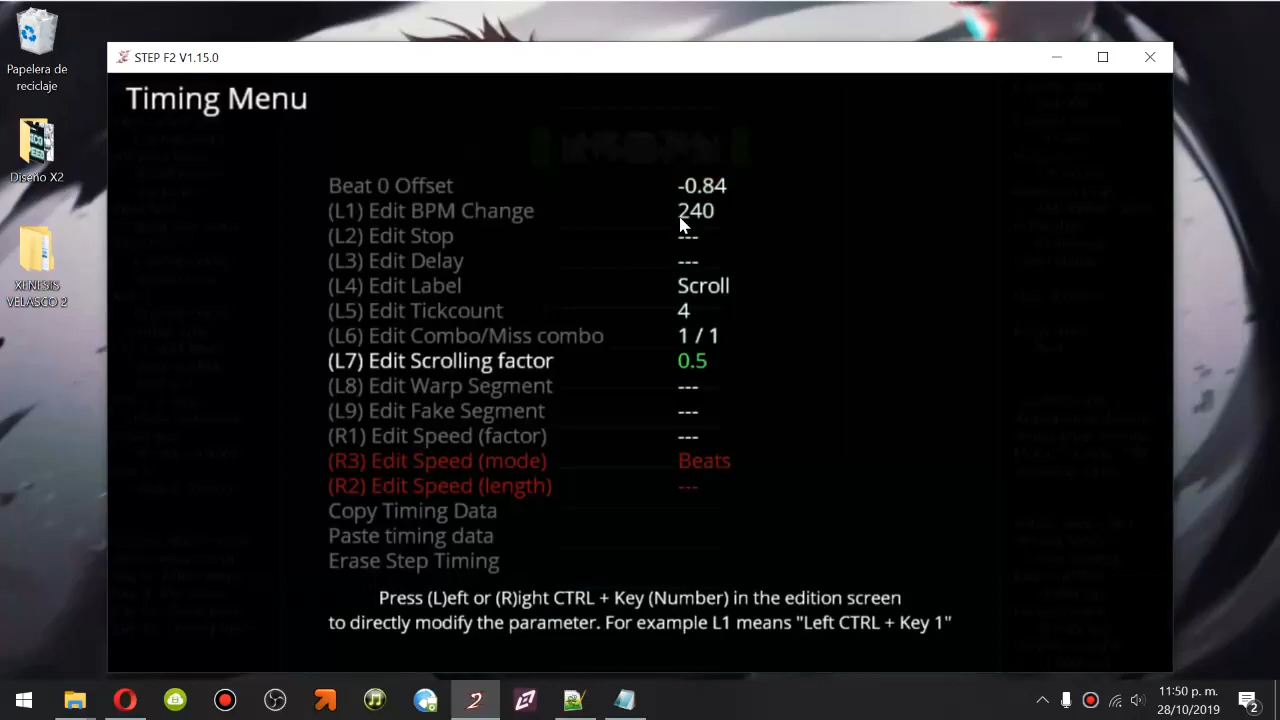 Papelera de
reciclaje
Diseño X2
XENESIS
VELASCO 2
STEP F2 V1.15.0
Timing Menu
Beat 0 Offset -0.84
(L1) Edit BPM Change 240
(L2) Edit Stop ---
(L3) Edit Delay ---
(L4) Edit Label Scroll
(L5) Edit Tickcount 4
(L6) Edit Combo/Miss combo 1 / 1
(L7) Edit Scrolling factor 0.5
(L8) Edit Warp Segment ---
(L9) Edit Fake Segment ---
(R1) Edit Speed (factor) ---
(R3) Edit Speed (mode) Beats
(R2) Edit Speed (length) ---
Copy Timing Data
Paste timing data
Erase Step Timing
Press (L)eft or (R)ight CTRL + Key (Number) in the edition screen
to directly modify the parameter. For example L1 means "Left CTRL + Key 1"
11:50 p. m.
28/10/2019
2